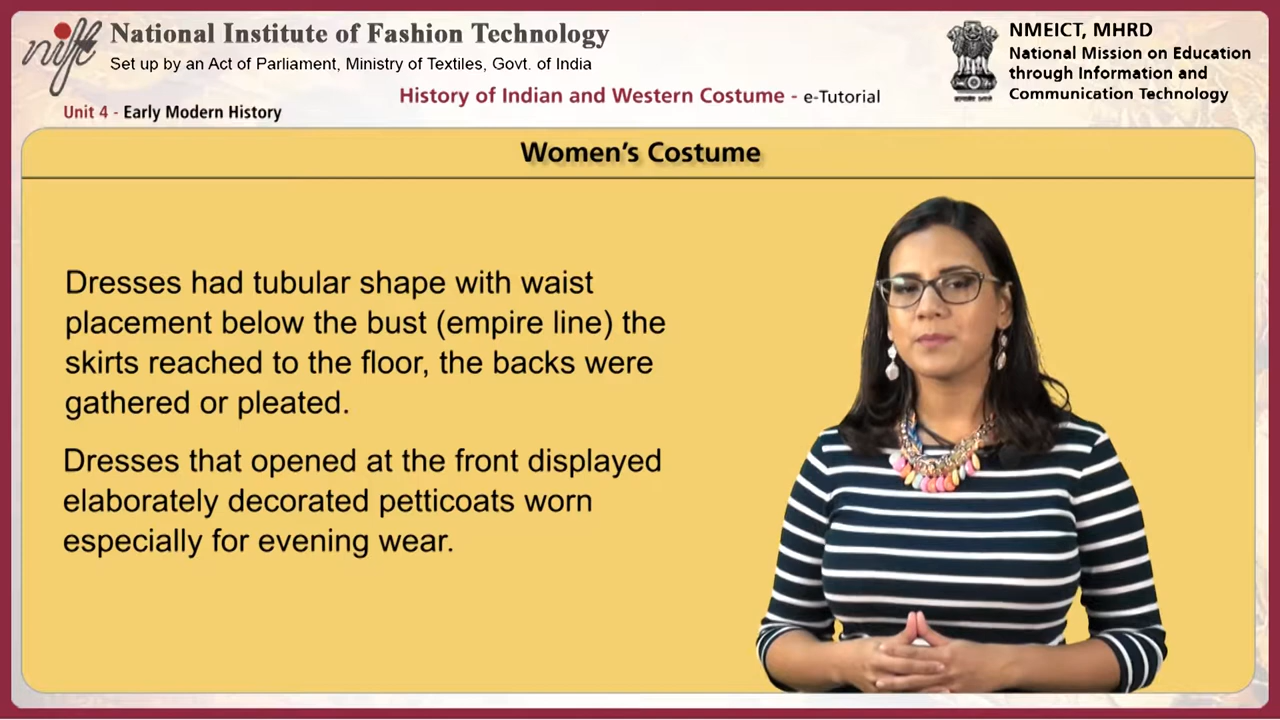 nift
National Institute of Fashion Technology
Set up by an Act of Parliament, Ministry of Textiles, Govt. of India
NMEICT, MHRD
National Mission on Education
through Information and
Communication Technology
History of Indian and Western Costume - e-Tutorial
Unit 4 - Early Modern History
Women's Costume
Dresses had tubular shape with waist
placement below the bust (empire line) the
skirts reached to the floor, the backs were
gathered or pleated.
Dresses that opened at the front displayed
elaborately decorated petticoats worn
especially for evening wear.